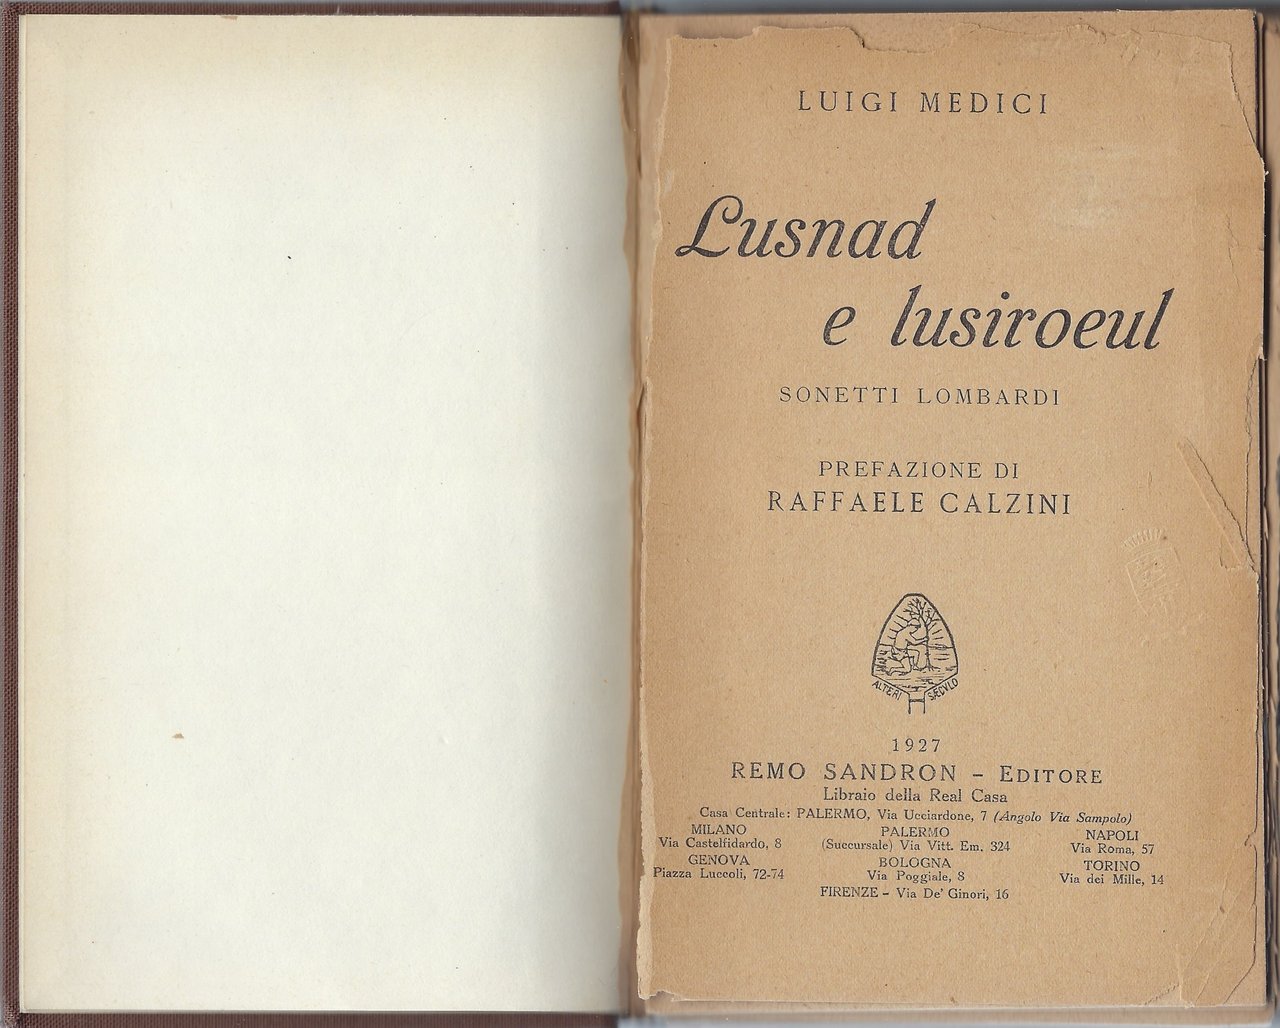 LUIGI MEDICI
Lusnad
e lusiroeul
SONETTI LOMBARDI
PREFAZIONE DI
RAFFAELE CALZINI
ALTERI SÆCULO
1927
REMO SANDRON - EDITORE
Libraio della Real Casa
Casa Centrale: PALERMO, Via Ucciardone, 7 (Angolo Via Sampolo)
MILANO PALERMO NAPOLI
Via Castelfidardo, 8 (Succursale) Via Vitt. Em. 324 Via Roma, 57
GENOVA BOLOGNA TORINO
Piazza Luccoli, 72-74 Via Poggiale, 8 Via dei Mille, 14
FIRENZE - Via De' Ginori, 16